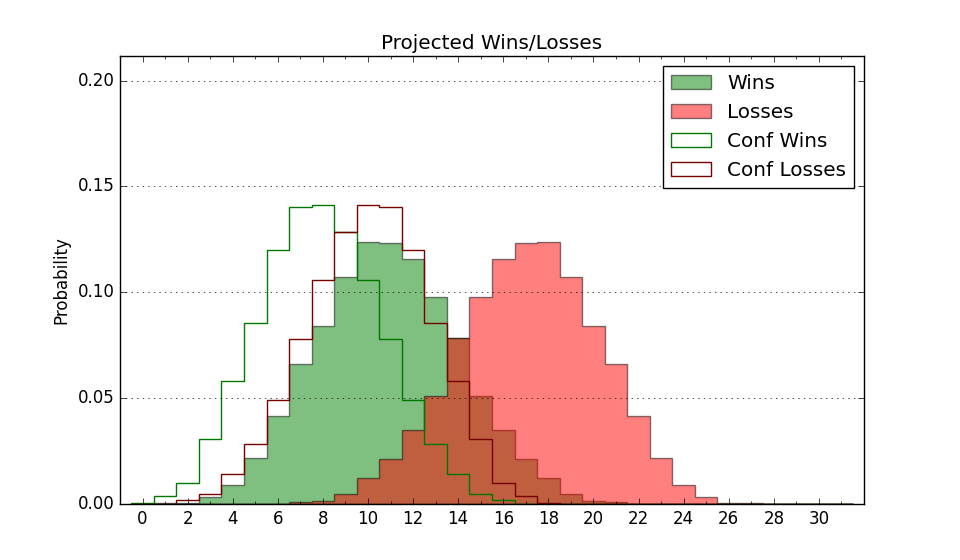 Projected Wins/Losses
0.20
0.15
0.10
0.05
0.00
Probability
Wins
Losses
Conf Wins
Conf Losses
0 2 4 6 8 10 12 14 16 18 20 22 24 26 28 30